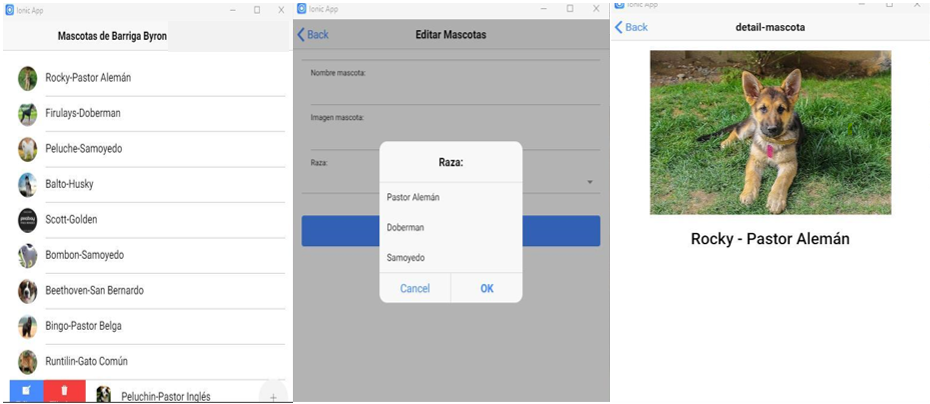 Ionic App
Mascotas de Barriga Byron
Rocky-Pastor Alemán
Firulays-Doberman
Peluche-Samoyedo
Balto-Husky
Scott-Golden
Bombon-Samoyedo
Beethoven-San Bernardo
Bingo-Pastor Belga
Runtilin-Gato Común
Peluchin-Pastor Inglés
Ionic App
Back
Editar Mascotas
Nombre mascota:
Imagen mascota:
Raza:
Raza:
Pastor Alemán
Doberman
Samoyedo
Cancel
OK
Ionic App
Back
detail-mascota
Rocky - Pastor Alemán